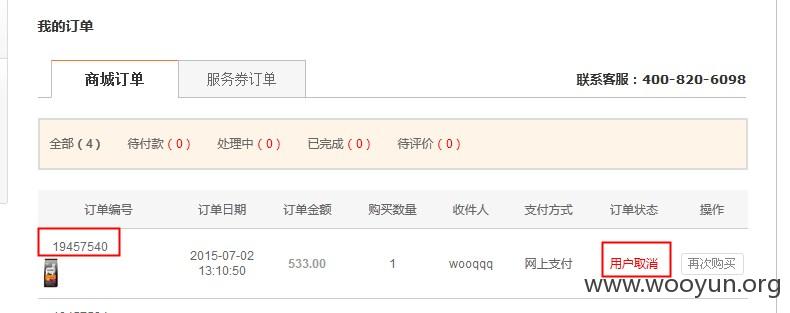 我的订单
商城订单 服务券订单 联系客服：400-820-6098
全部（4） 待付款（0） 处理中（0） 已完成（0） 待评价（0）
订单编号 订单日期 订单金额 购买数量 收件人 支付方式 订单状态 操作
19457540 2015-07-02 13:10:50 533.00 1 wooqqq 网上支付 用户取消 再次购买
www.wooyun.org